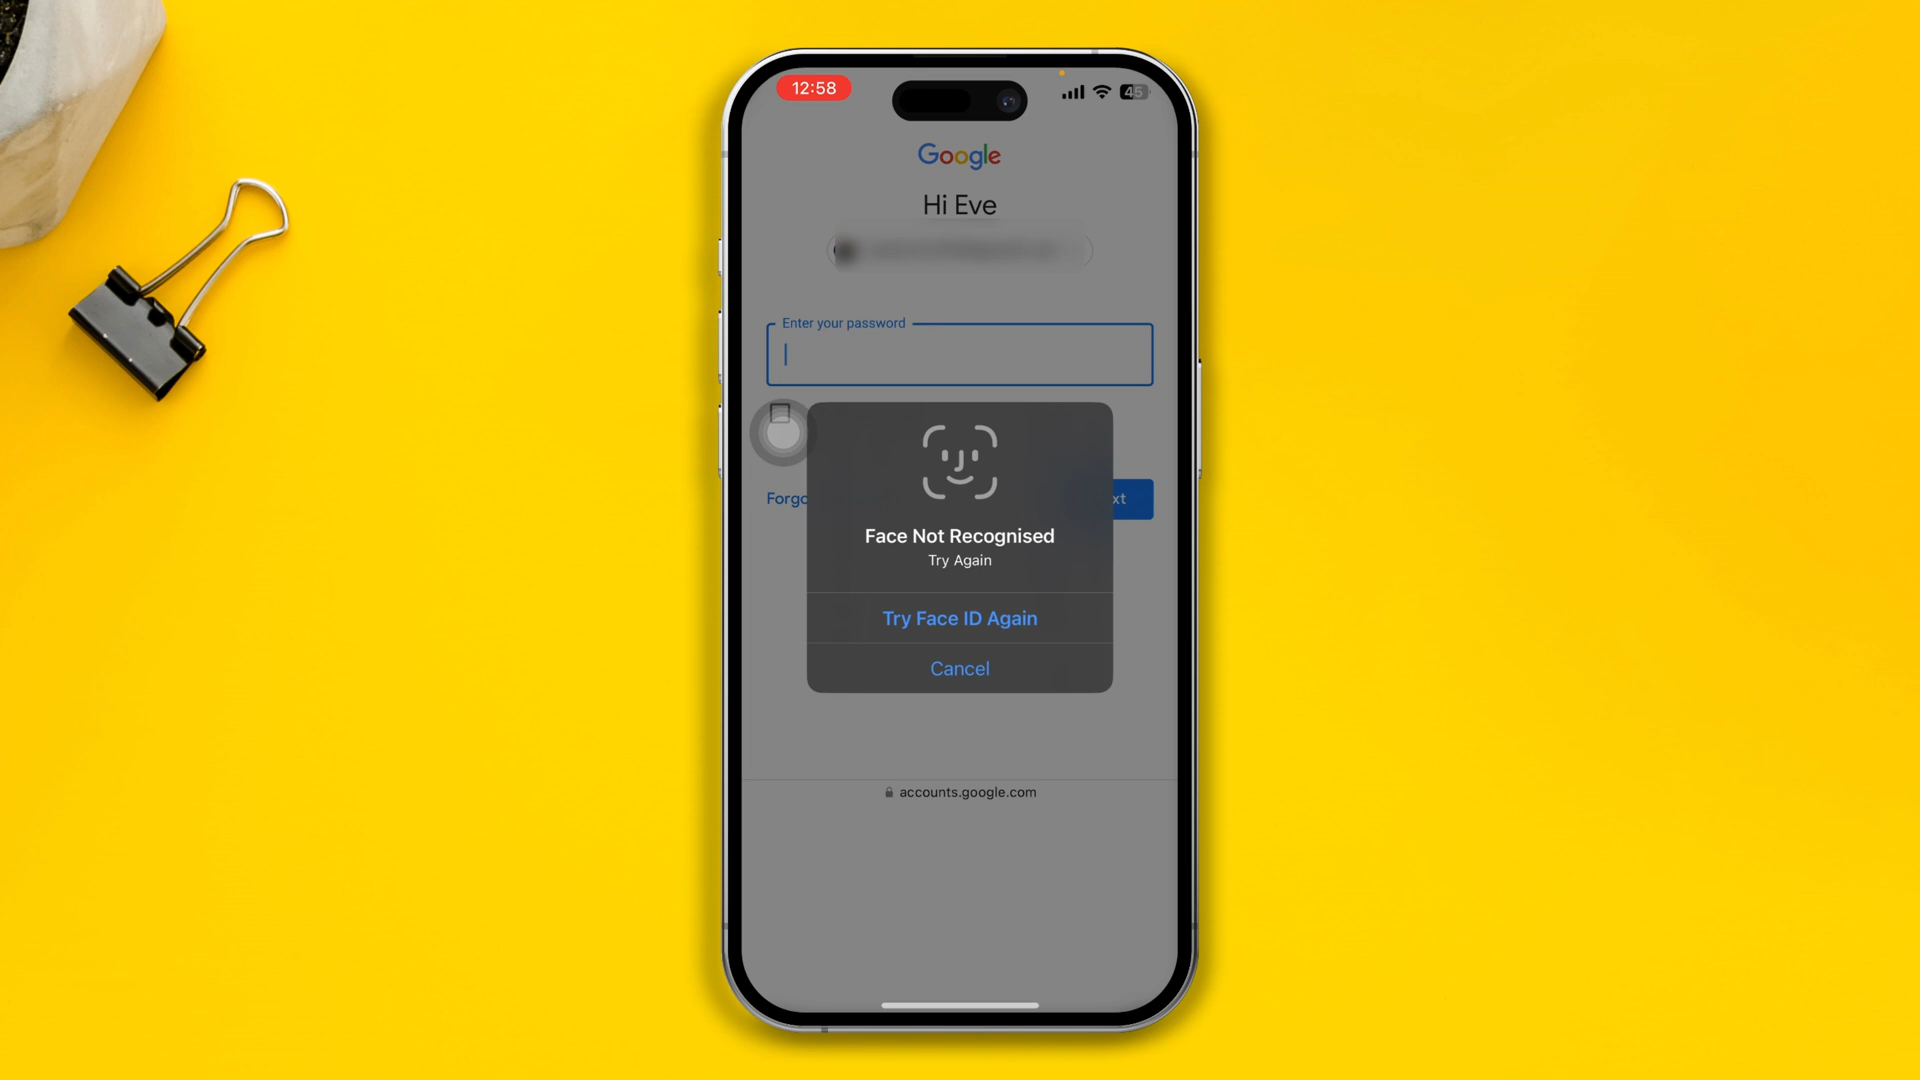 12:58
45
Google
Hi Eve
Enter your password
Forgo
xt
Face Not Recognised
Try Again
Try Face ID Again
Cancel
accounts.google.com